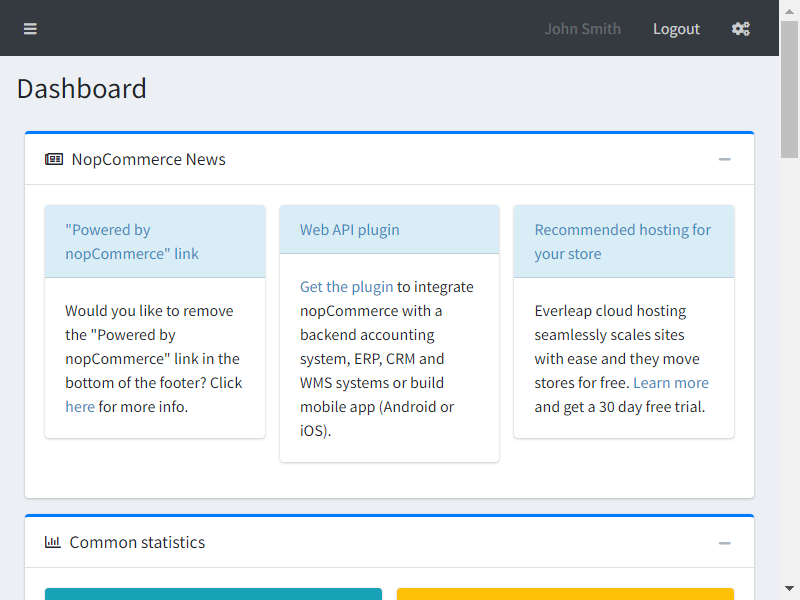 John Smith
Logout
Dashboard
NopCommerce News
"Powered by
nopCommerce" link
Would you like to remove
the "Powered by
nopCommerce" link in the
bottom of the footer? Click
here for more info.
Web API plugin
Get the plugin to integrate
nopCommerce with a
backend accounting
system, ERP, CRM and
WMS systems or build
mobile app (Android or
iOS).
Recommended hosting for
your store
Everleap cloud hosting
seamlessly scales sites
with ease and they move
stores for free. Learn more
and get a 30 day free trial.
Common statistics